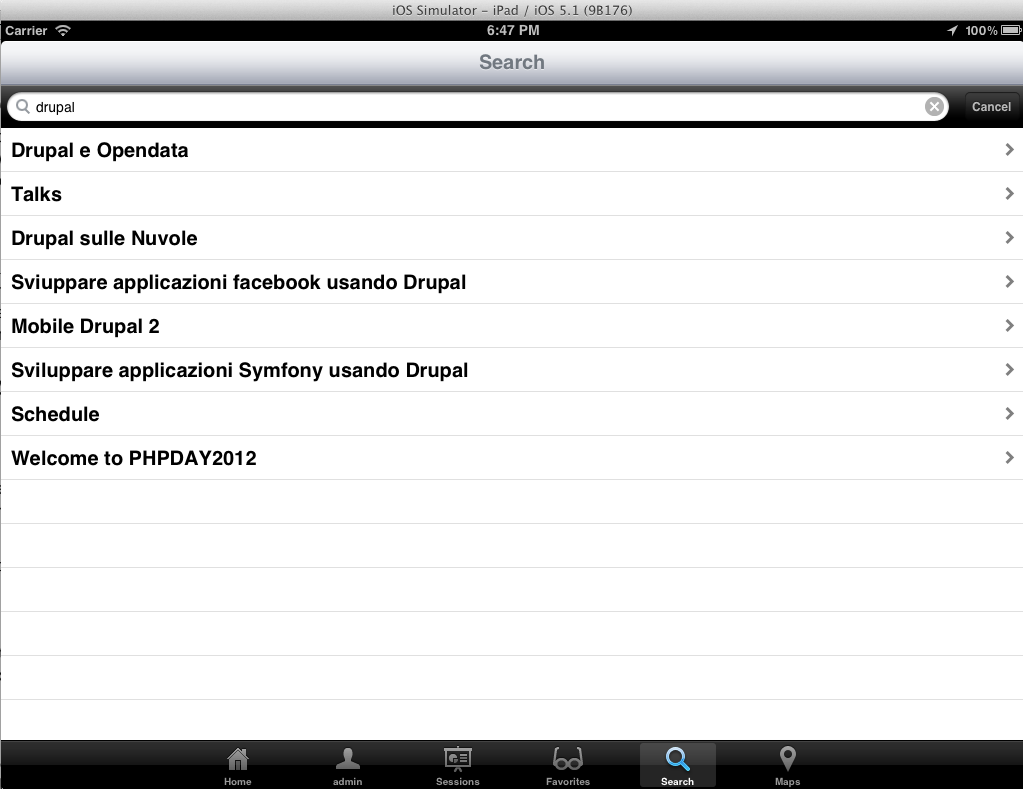 iOS Simulator – iPad / iOS 5.1 (9B176)
Carrier 6:47 PM 100%
Search
drupal Cancel
Drupal e Opendata
Talks
Drupal sulle Nuvole
Sviuppare applicazioni facebook usando Drupal
Mobile Drupal 2
Sviluppare applicazioni Symfony usando Drupal
Schedule
Welcome to PHPDAY2012
Home admin Sessions Favorites Search Maps